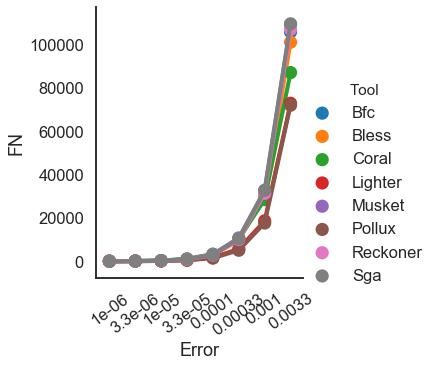 100000
80000
60000
40000
20000
0
FN
1e-06
3.3e-06
1e-05
3.3e-05
0.0001
0.00033
0.001
0.0033
Error
Tool
Bfc
Bless
Coral
Lighter
Musket
Pollux
Reckoner
Sga